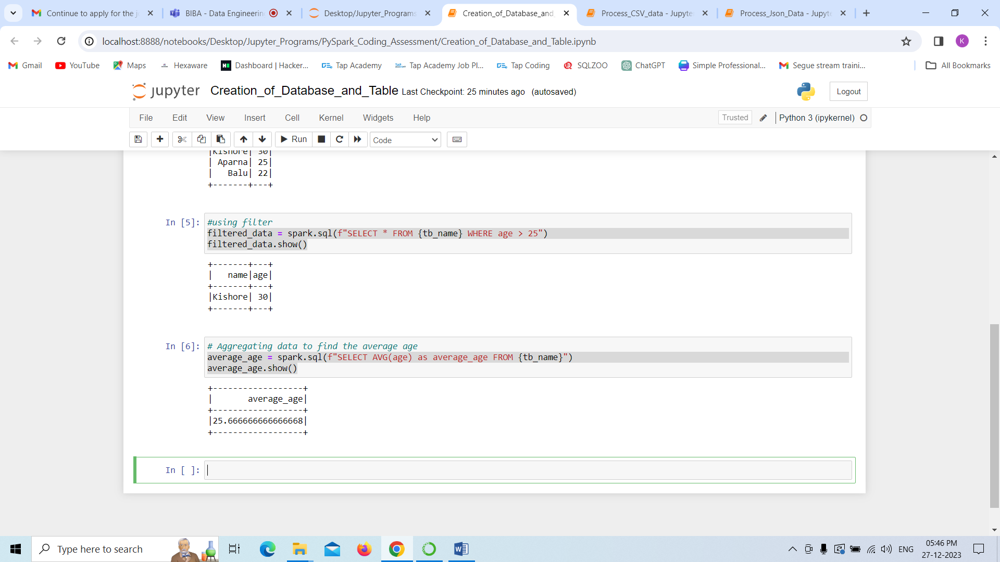 Continue to apply for the j
BIBA - Data Engineerin
Desktop/Jupyter_Programs
Creation_of_Database_and_
Process_CSV_data - Jupyte
Process_Json_Data - Jupyte
localhost:8888/notebooks/Desktop/Jupyter_Programs/PySpark_Coding_Assessment/Creation_of_Database_and_Table.ipynb
K
Gmail YouTube Maps Hexaware Dashboard | Hacker... Tap Academy Tap Academy Job Pl... Tap Coding SQLZOO ChatGPT Simple Professional... Segue stream traini... All Bookmarks
jupyter Creation_of_Database_and_Table Last Checkpoint: 25 minutes ago (autosaved) Logout
File Edit View Insert Cell Kernel Widgets Help Trusted Python 3 (ipykernel)
Run Code
|Kishore| 30|
| Aparna| 25|
|   Balu| 22|
+-------+---+
In [5]: #using filter
filtered_data = spark.sql(f"SELECT * FROM {tb_name} WHERE age > 25")
filtered_data.show()
+-------+---+
|   name|age|
+-------+---+
|Kishore| 30|
+-------+---+
In [6]: # Aggregating data to find the average age
average_age = spark.sql(f"SELECT AVG(age) as average_age FROM {tb_name}")
average_age.show()
+------------------+
|       average_age|
+------------------+
|25.666666666666668|
+------------------+
In [ ]:
Type here to search
ENG
05:46 PM
27-12-2023